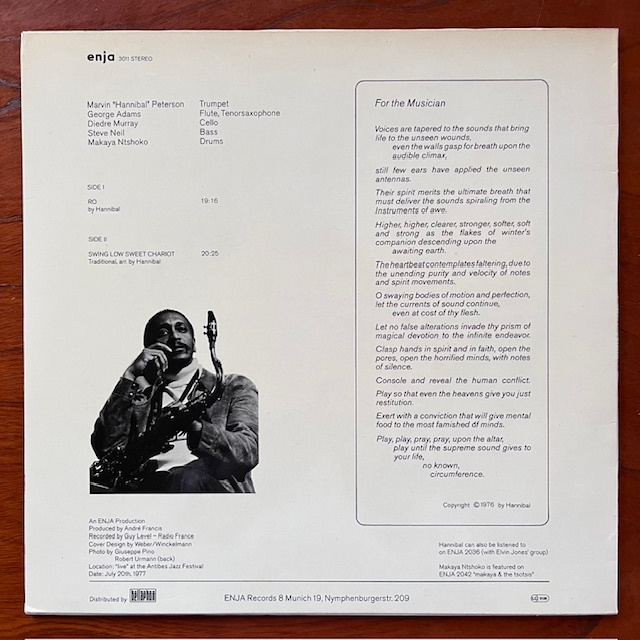 enja 3011 STEREO
Marvin "Hannibal" Peterson Trumpet
George Adams Flute, Tenorsaxophone
Diedre Murray Cello
Steve Neil Bass
Makaya Ntshoko Drums
SIDE I
RO 19:16
by Hannibal
SIDE II
SWING LOW SWEET CHARIOT 20:25
Traditional, arr. by Hannibal
For the Musician
Voices are tapered to the sounds that bring
life to the unseen wounds,
even the walls gasp for breath upon the
audible climax,
still few ears have applied the unseen
antennas.
Their spirit merits the ultimate breath that
must deliver the sounds spiraling from the
instruments of awe.
Higher, higher, clearer, stronger, softer, soft
and strong as the flakes of winter's
companion descending upon the
awaiting earth.
The heartbeat contemplates faltering, due to
the unending purity and velocity of notes
and spirit movements.
O swaying bodies of motion and perfection,
let the currents of sound continue,
even at cost of thy flesh.
Let no false alterations invade thy prism of
magical devotion to the infinite endeavor.
Clasp hands in spirit and in faith, open the
pores, open the horrified minds, with notes
of silence.
Console and reveal the human conflict.
Play so that even the heavens give you just
restitution.
Exert with a conviction that will give mental
food to the most famished of minds.
Play, play, pray, pray, upon the altar,
play until the supreme sound gives to
your life,
no known,
circumference.
Copyright ©1976 by Hannibal
An ENJA Production
Produced by André Francis
Recorded by Guy Level – Radio France
Cover Design by Weber/Winckelmann
Photo by Giuseppe Pino
Robert Urmann (back)
Location: "live" at the Antibes Jazz Festival
Date: July 20th, 1977
Hannibal can also be listened to
on ENJA 2036 (with Elvin Jones' group)
Makaya Ntshoko is featured on
ENJA 2042 "makaya & the tsotsis"
Distributed by bellaphon
ENJA Records 8 Munich 19, Nymphenburgerstr. 209